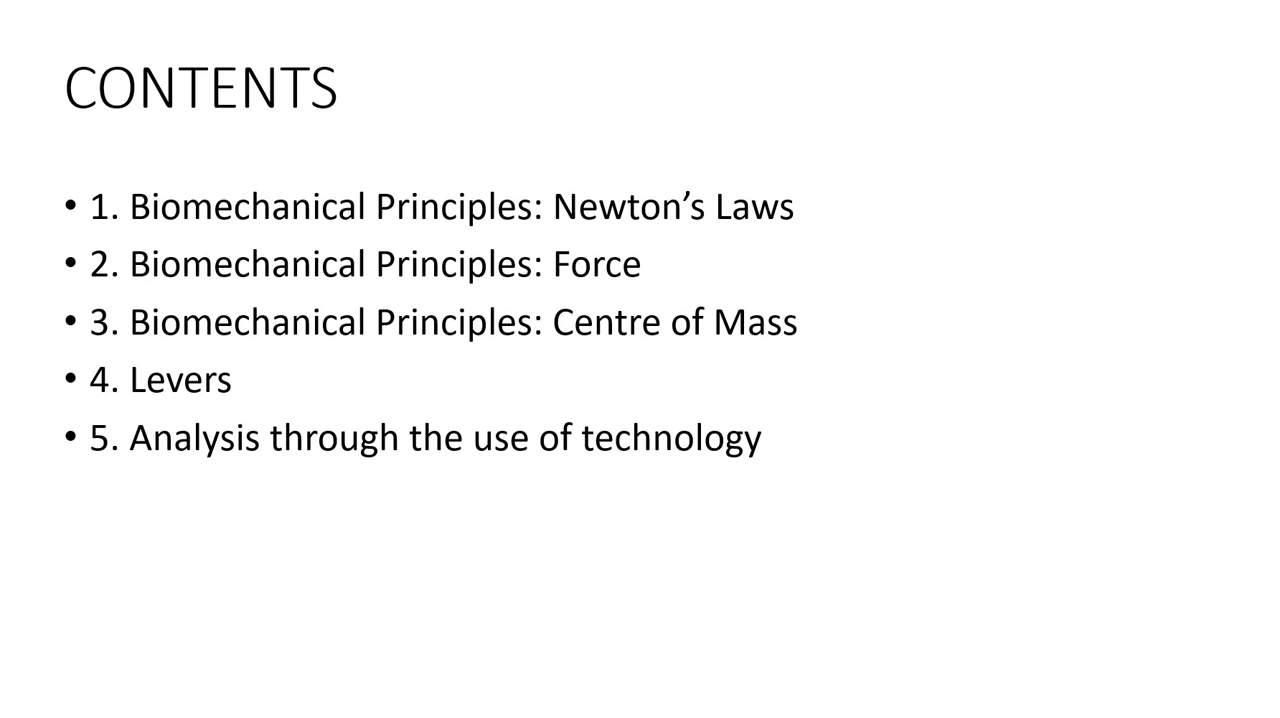 CONTENTS
• 1. Biomechanical Principles: Newton’s Laws
• 2. Biomechanical Principles: Force
• 3. Biomechanical Principles: Centre of Mass
• 4. Levers
• 5. Analysis through the use of technology